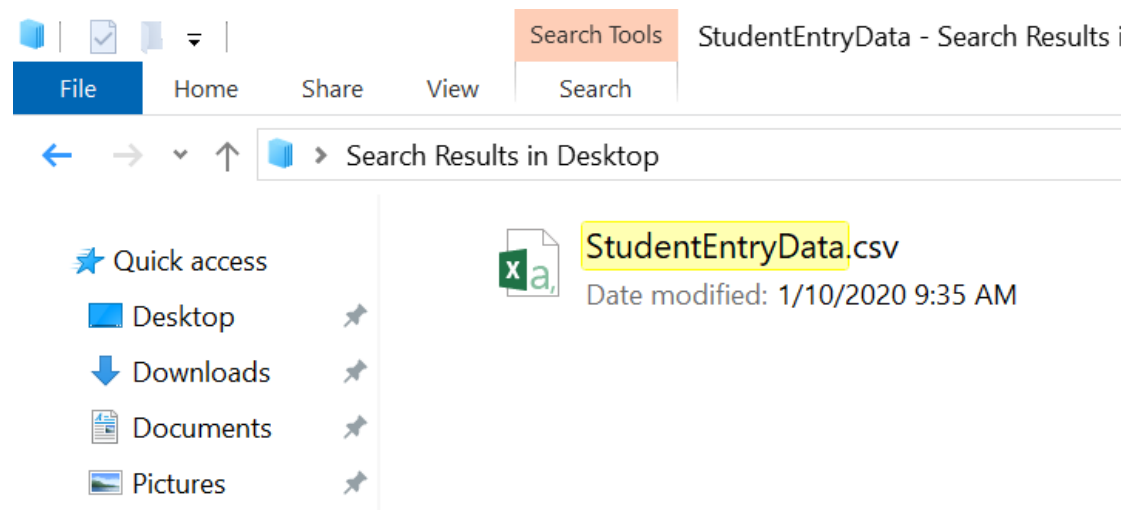 Search Tools StudentEntryData - Search Results i
File Home Share View Search
Search Results in Desktop
Quick access
Desktop
Downloads
Documents
Pictures
StudentEntryData.csv
Date modified: 1/10/2020 9:35 AM